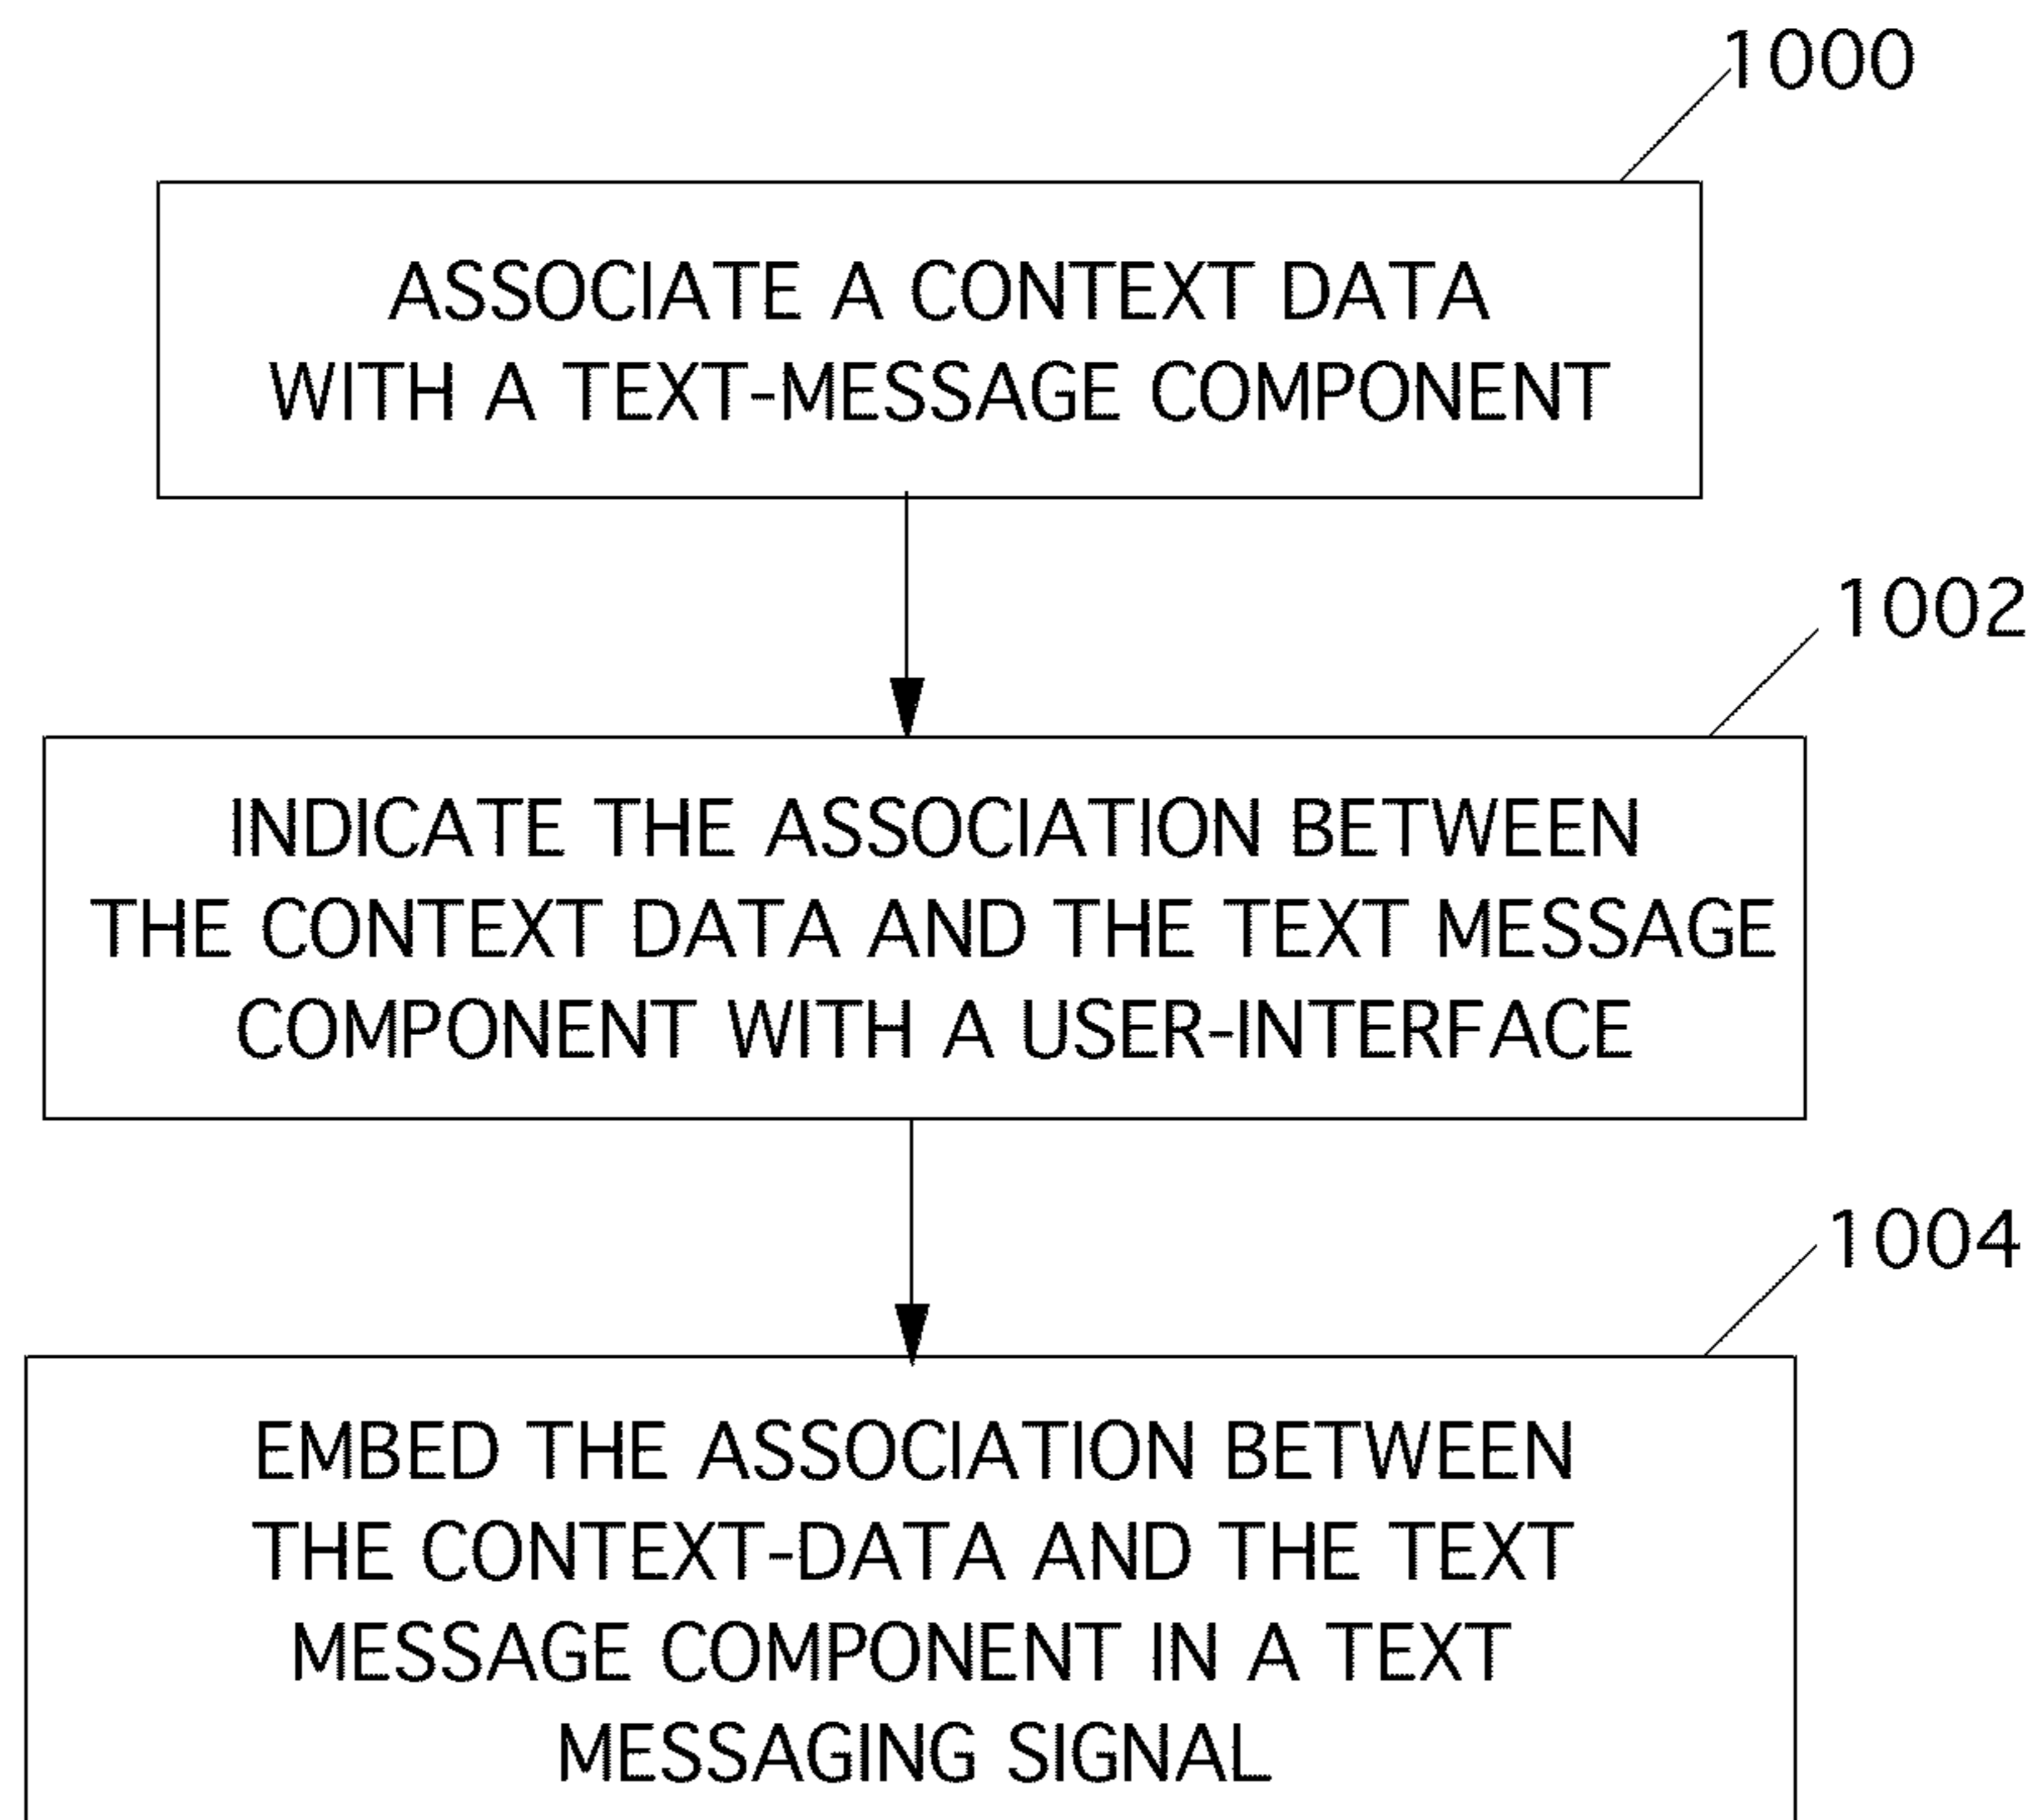 1000
ASSOCIATE A CONTEXT DATA
WITH A TEXT-MESSAGE COMPONENT
1002
INDICATE THE ASSOCIATION BETWEEN
THE CONTEXT DATA AND THE TEXT MESSAGE
COMPONENT WITH A USER-INTERFACE
1004
EMBED THE ASSOCIATION BETWEEN
THE CONTEXT-DATA AND THE TEXT
MESSAGE COMPONENT IN A TEXT
MESSAGING SIGNAL